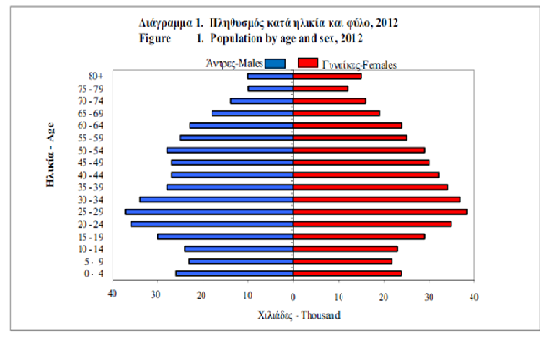 Διάγραμμα 1. Πληθυσμός κατά ηλικία και φύλο, 2012
Figure 1. Population by age and sex, 2012
Άντρες-Males Γυναίκες-Females
Ηλικία - Age
80+
75 - 79
70 - 74
65 - 69
60 - 64
55 - 59
50 - 54
45 - 49
40 - 44
35 - 39
30 - 34
25 - 29
20 - 24
15 - 19
10 - 14
5 - 9
0 - 4
40 30 20 10 0 10 20 30 40
Χιλιάδες - Thousand